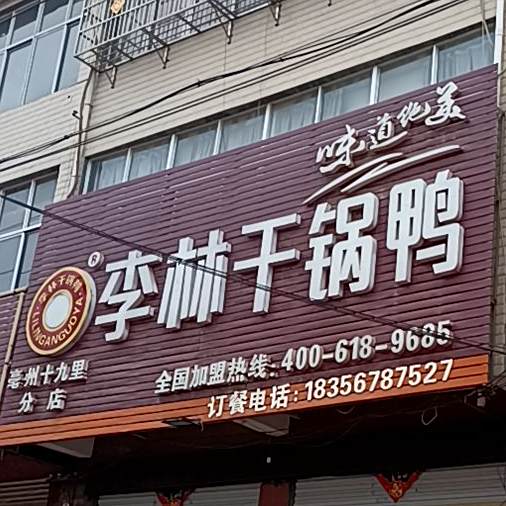 味道绝美
李林干锅鸭
®
李林干锅鸭
LILINGANGUOYA
亳州十九里
分店
全国加盟热线:400-618-9685
订餐电话:18356787527